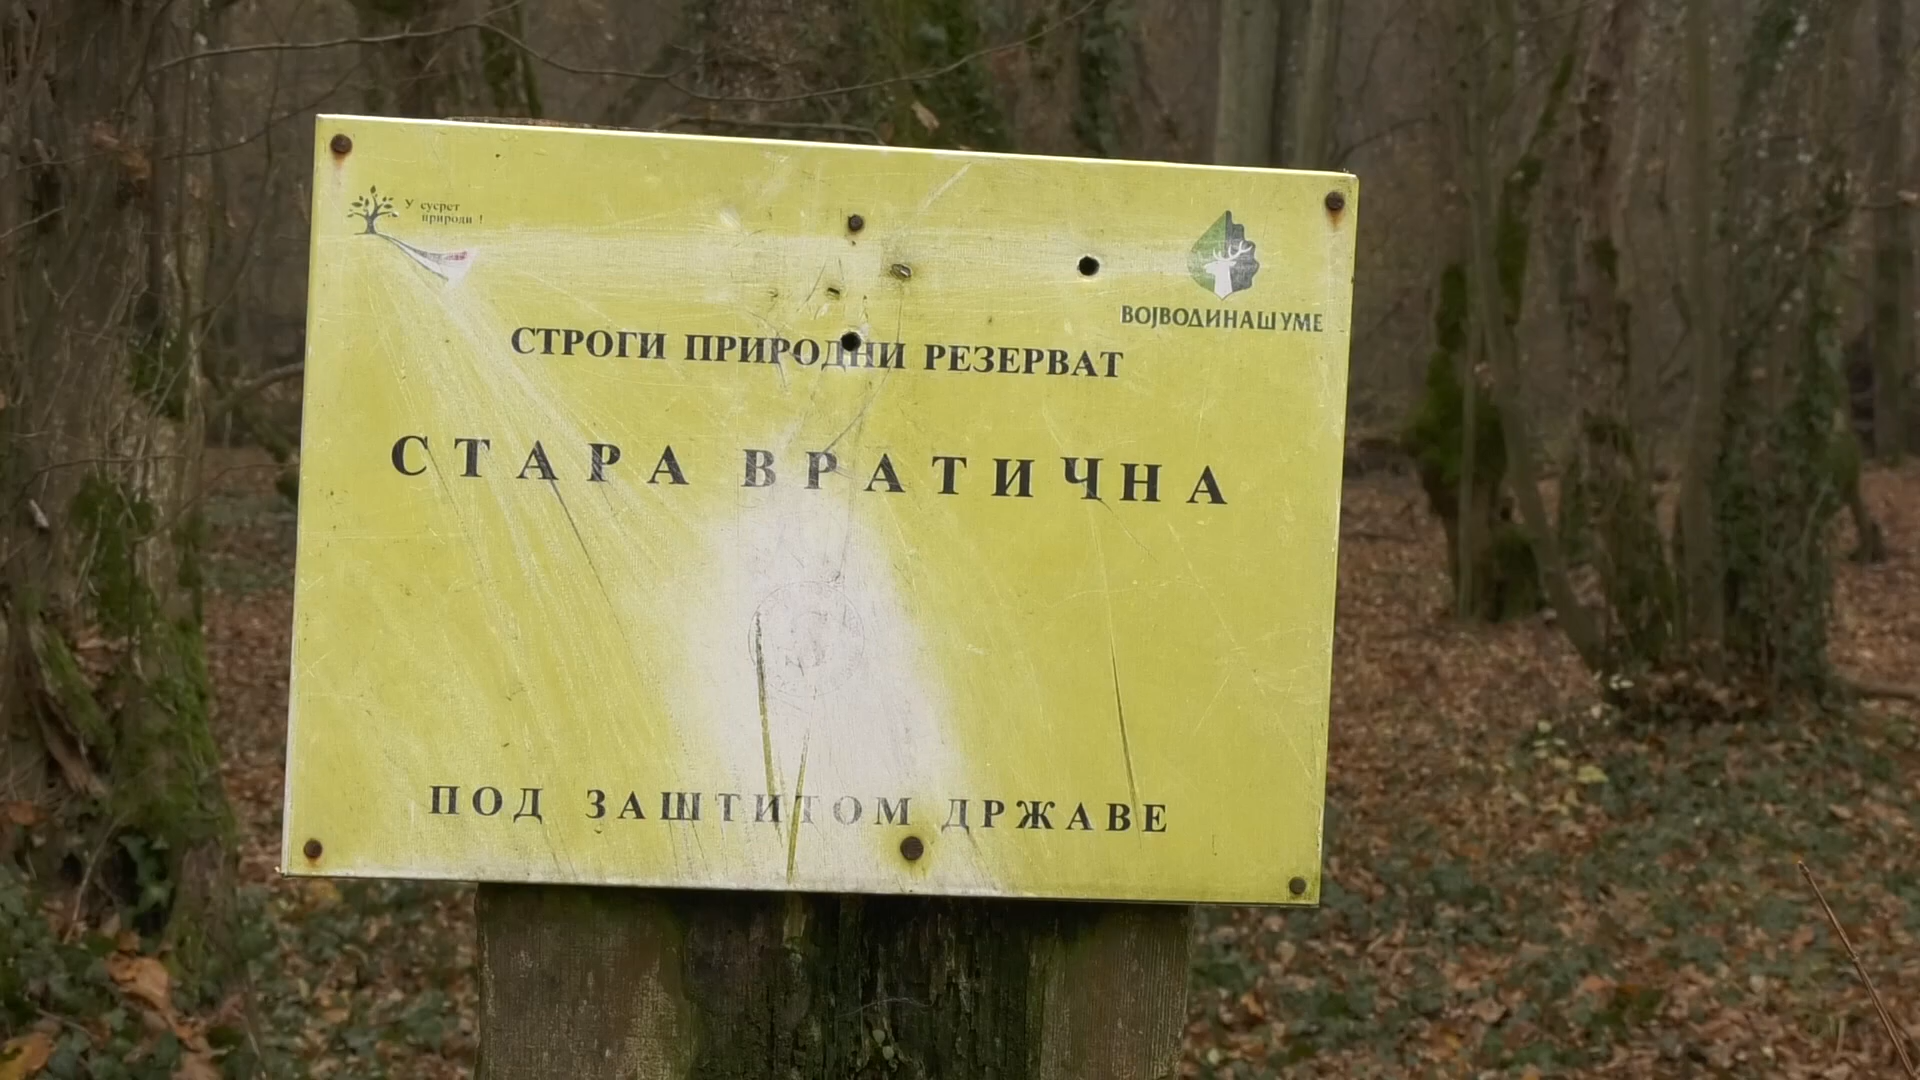 У сусрет
природи !
ВОЈВОДИНАШУМЕ
СТРОГИ ПРИРОДНИ РЕЗЕРВАТ
СТАРА ВРАТИЧНА
ПОД ЗАШТИТОМ ДРЖАВЕ